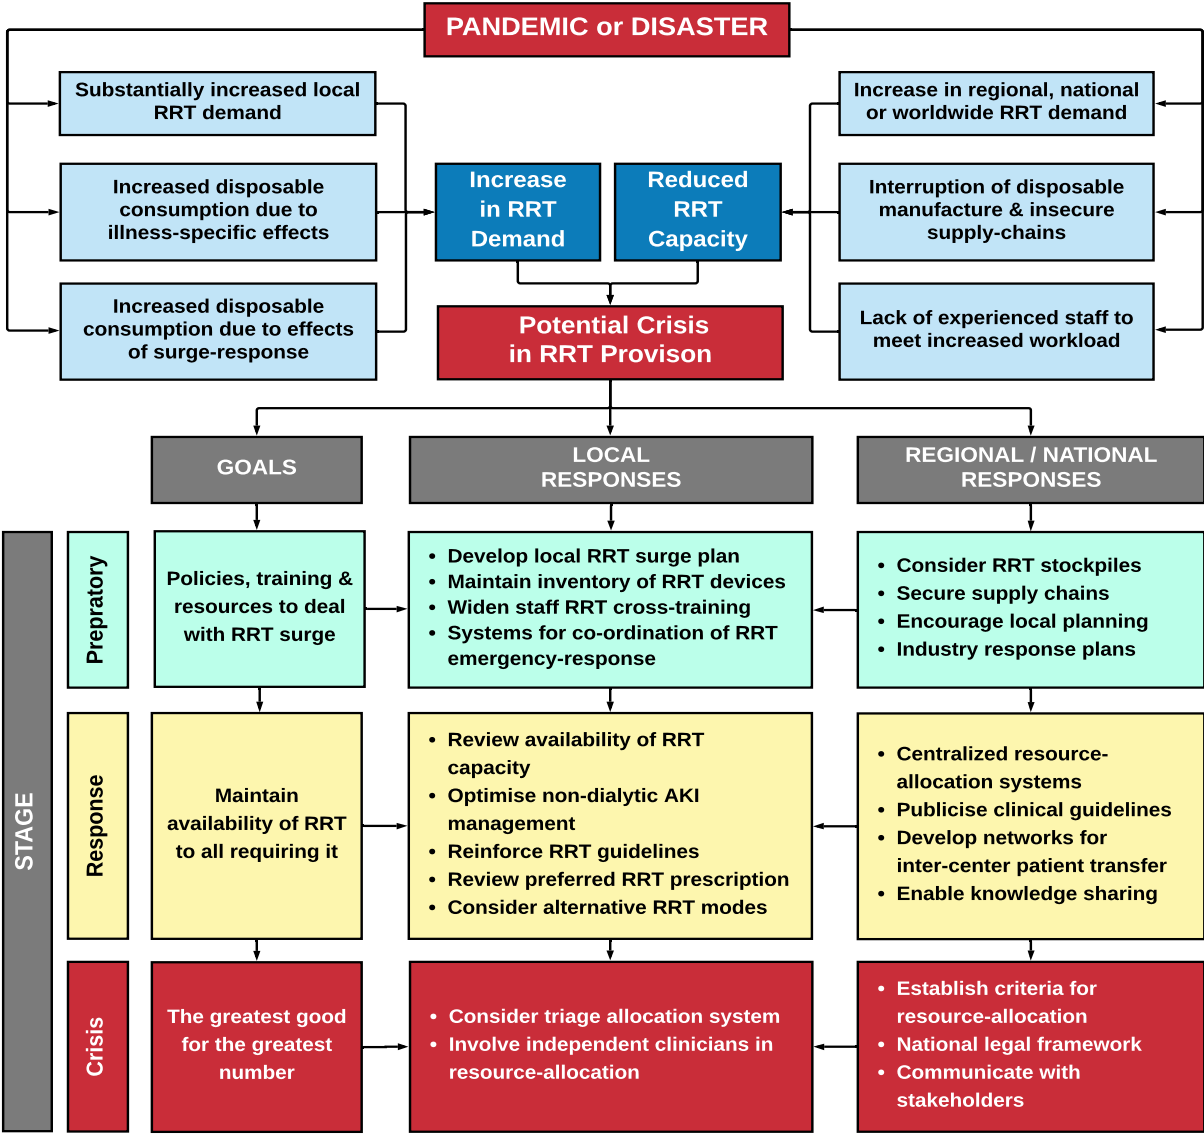 PANDEMIC or DISASTER
Substantially increased local
RRT demand
Increased disposable
consumption due to
illness-specific effects
Increased disposable
consumption due to effects
of surge-response
Increase
in RRT
Demand
Reduced
RRT
Capacity
Increase in regional, national
or worldwide RRT demand
Interruption of disposable
manufacture & insecure
supply-chains
Lack of experienced staff to
meet increased workload
Potential Crisis
in RRT Provison
GOALS
LOCAL
RESPONSES
REGIONAL / NATIONAL
RESPONSES
STAGE
Prepratory
Policies, training &
resources to deal
with RRT surge
• Develop local RRT surge plan
• Maintain inventory of RRT devices
• Widen staff RRT cross-training
• Systems for co-ordination of RRT
emergency-response
• Consider RRT stockpiles
• Secure supply chains
• Encourage local planning
• Industry response plans
Response
Maintain
availability of RRT
to all requiring it
• Review availability of RRT
capacity
• Optimise non-dialytic AKI
management
• Reinforce RRT guidelines
• Review preferred RRT prescription
• Consider alternative RRT modes
• Centralized resource-
allocation systems
• Publicise clinical guidelines
• Develop networks for
inter-center patient transfer
• Enable knowledge sharing
Crisis
The greatest good
for the greatest
number
• Consider triage allocation system
• Involve independent clinicians in
resource-allocation
• Establish criteria for
resource-allocation
• National legal framework
• Communicate with
stakeholders